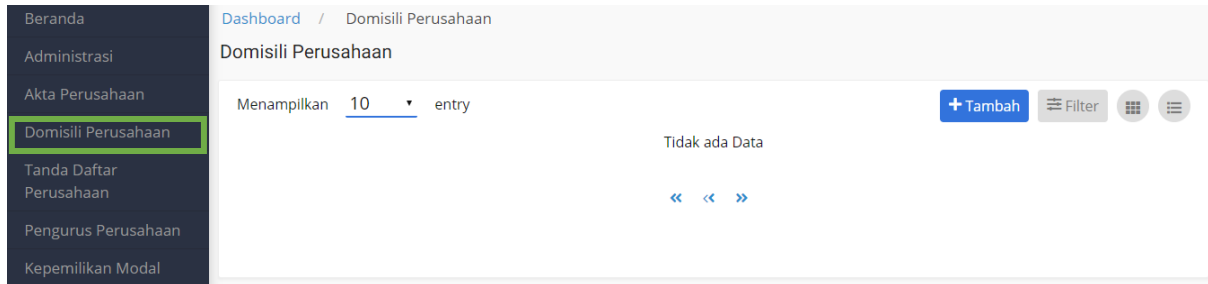 Beranda
Administrasi
Akta Perusahaan
Domisili Perusahaan
Tanda Daftar
Perusahaan
Pengurus Perusahaan
Kepemilikan Modal
Dashboard / Domisili Perusahaan
Domisili Perusahaan
Menampilkan 10 entry
+ Tambah Filter
Tidak ada Data